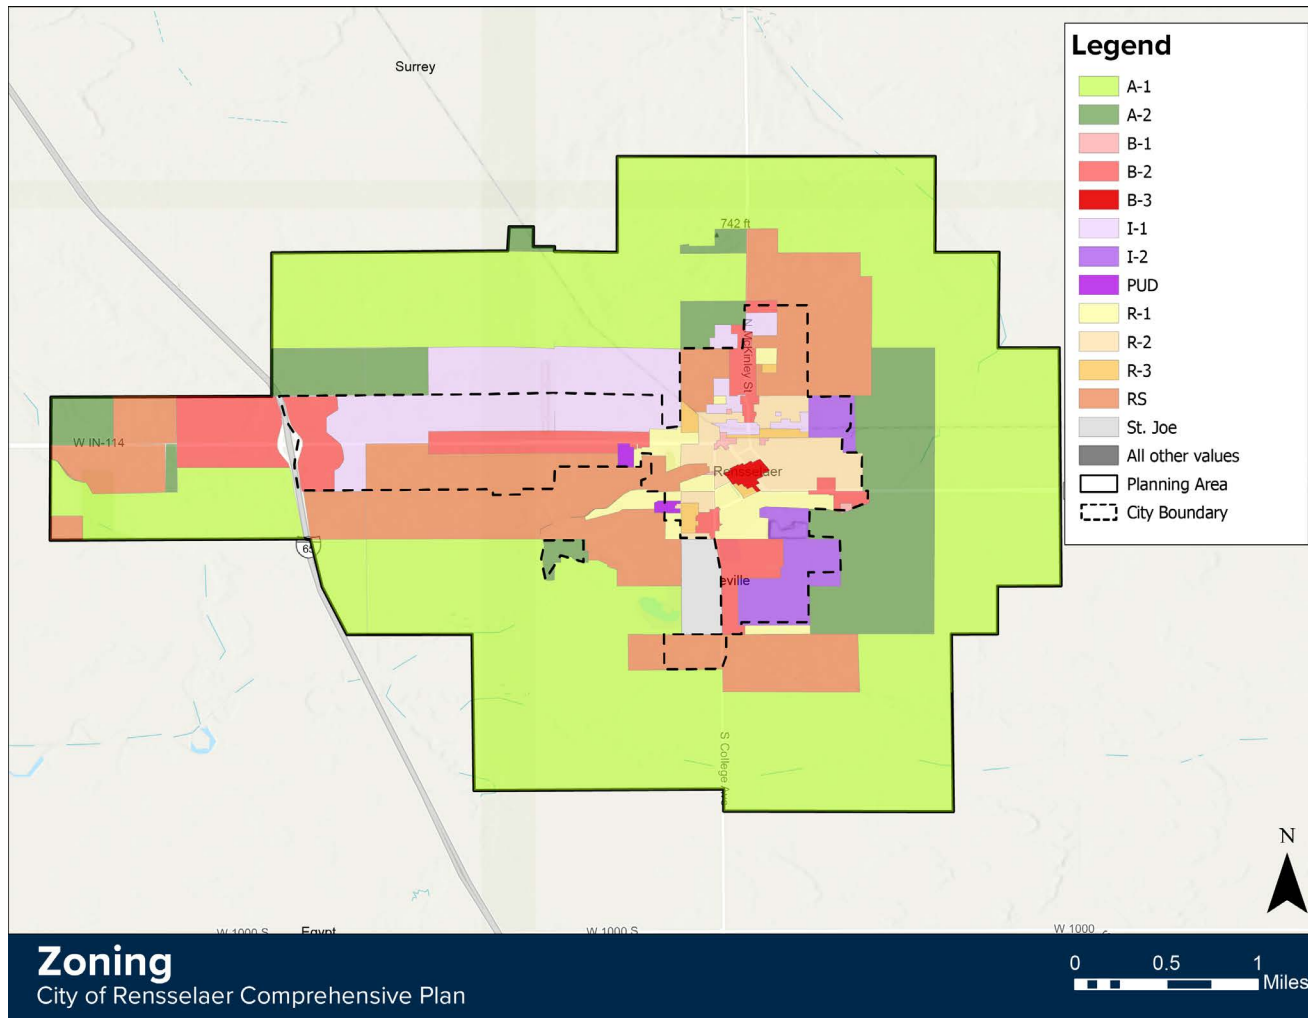 Surrey
Legend
A-1
A-2
B-1
B-2
B-3
I-1
I-2
PUD
R-1
R-2
R-3
RS
St. Joe
All other values
Planning Area
City Boundary
742 ft
N McKinley St
W IN-114
Rensselaer
65
eville
S College Ave
N
W 1000 S
Egypt
W 1000 S
W 1000
Zoning
City of Rensselaer Comprehensive Plan
0 0.5 1
Miles